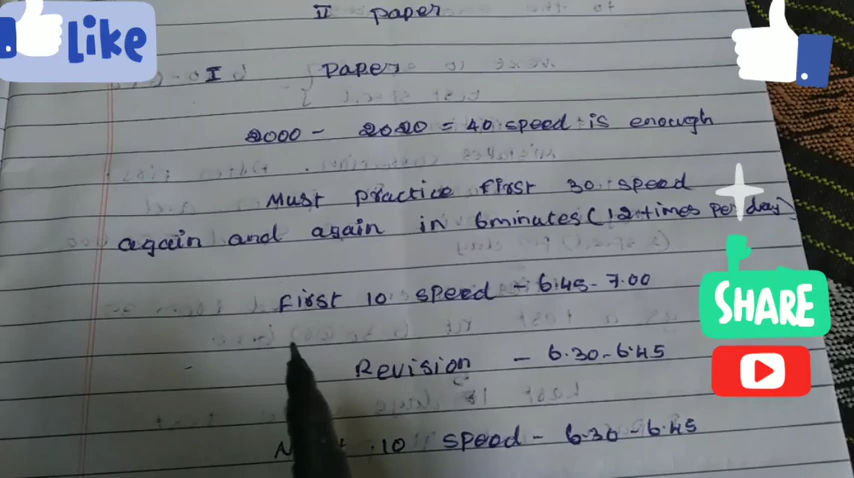 II paper
Like
I paper
2000 - 2020 = 40 speed is enough
Must practice first 30 speed
again and again in 6minutes (12 times per day)
First 10 speed - 6.45-7.00
SHARE
Revision - 6.30-6.45
10 speed - 6.30-6.45